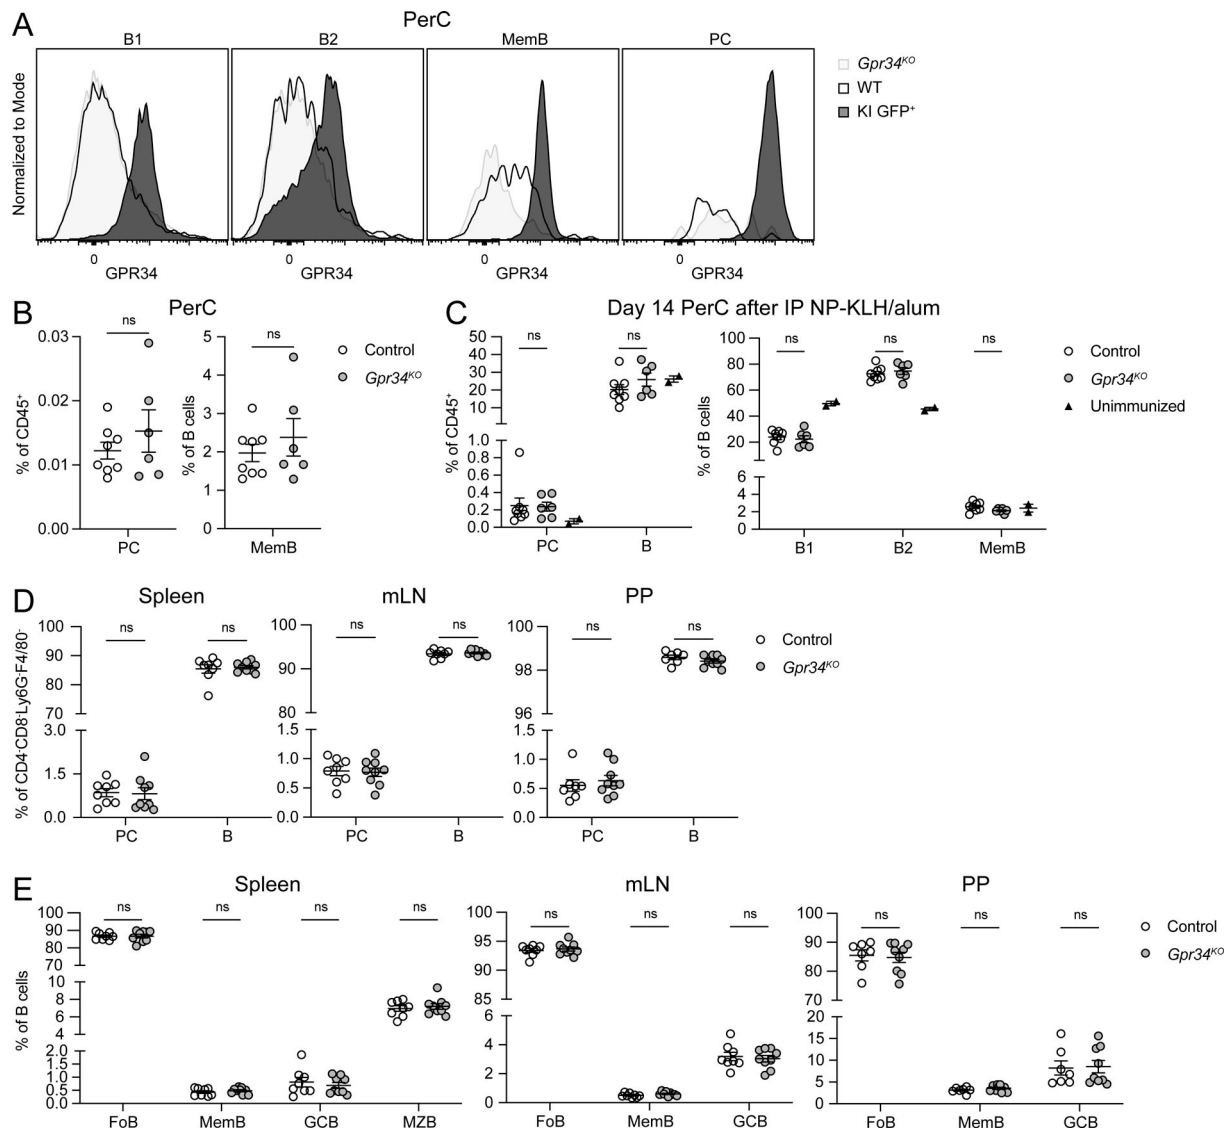 A
PerC
B1
B2
MemB
PC
Normalized to Mode
0
0
0
0
GPR34
GPR34
GPR34
GPR34
Gpr34ᴷᴼ
WT
KI GFP⁺
B
PerC
% of CD45⁺
0.03
0.02
0.01
0.00
ns
PC
% of B cells
5
4
3
2
1
0
ns
MemB
Control
Gpr34ᴷᴼ
C
Day 14 PerC after IP NP-KLH/alum
% of CD45⁺
50
40
30
20
10
1.0
0.8
0.6
0.4
0.2
0.0
ns
ns
PC
B
% of B cells
100
80
60
40
20
6
4
2
0
ns
ns
ns
B1
B2
MemB
Control
Gpr34ᴷᴼ
Unimmunized
D
Spleen
% of CD4⁻CD8⁻Ly6G⁻F4/80⁻
100
90
80
70
3.0
1.5
0.0
ns
ns
PC
B
mLN
100
90
80
1.5
1.0
0.5
0.0
ns
ns
PC
B
PP
100
98
96
1.5
1.0
0.5
0.0
ns
ns
PC
B
Control
Gpr34ᴷᴼ
E
Spleen
% of B cells
100
90
80
70
10
8
6
4
2.0
1.5
1.0
0.5
0.0
ns
ns
ns
ns
FoB
MemB
GCB
MZB
mLN
100
95
90
85
6
4
2
0
ns
ns
ns
FoB
MemB
GCB
PP
100
90
80
70
20
15
10
5
0
ns
ns
ns
FoB
MemB
GCB
Control
Gpr34ᴷᴼ